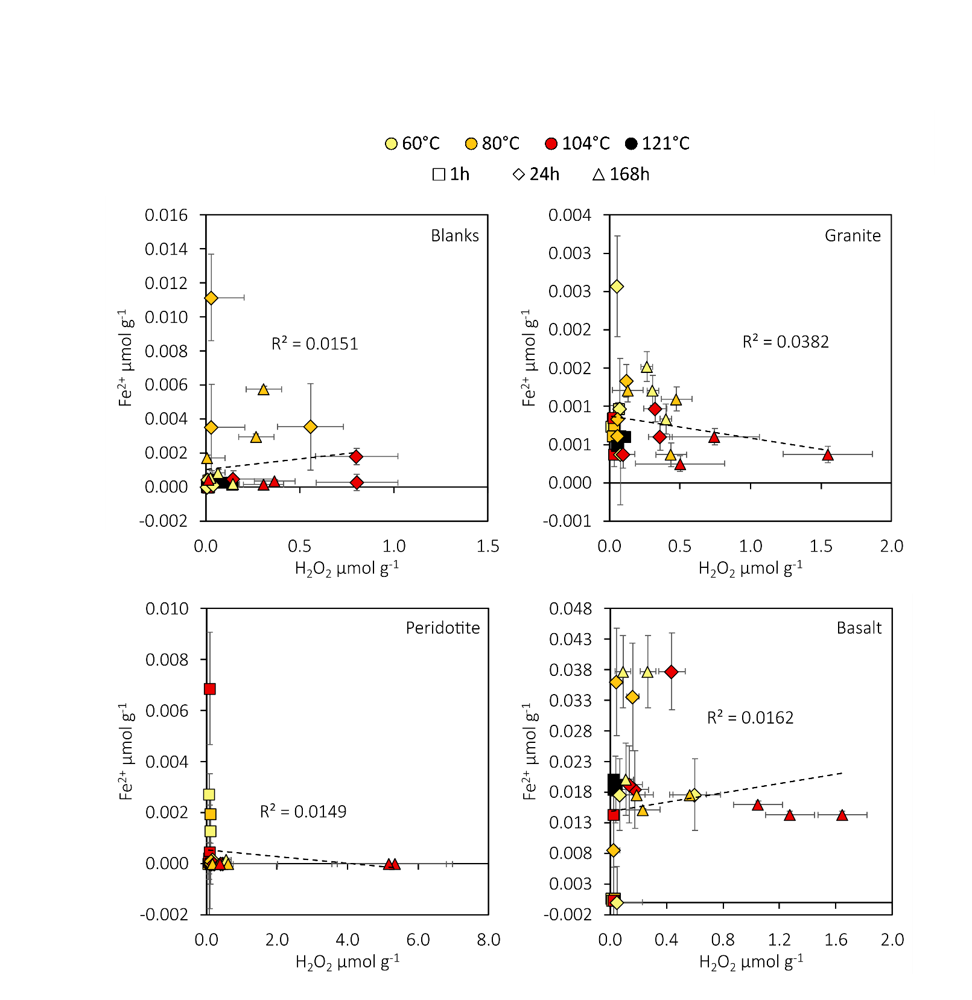 60°C 80°C 104°C 121°C
1h 24h 168h
Blanks
0.016
0.014
0.012
0.010
0.008
0.006
0.004
0.002
0.000
-0.002
Fe²⁺ µmol g⁻¹
R² = 0.0151
0.0 0.5 1.0 1.5
H₂O₂ µmol g⁻¹
Granite
0.004
0.003
0.003
0.002
0.002
0.001
0.001
0.000
-0.001
Fe²⁺ µmol g⁻¹
R² = 0.0382
0.0 0.5 1.0 1.5 2.0
H₂O₂ µmol g⁻¹
Peridotite
0.010
0.008
0.006
0.004
0.002
0.000
-0.002
Fe²⁺ µmol g⁻¹
R² = 0.0149
0.0 2.0 4.0 6.0 8.0
H₂O₂ µmol g⁻¹
Basalt
0.048
0.043
0.038
0.033
0.028
0.023
0.018
0.013
0.008
0.003
-0.002
Fe²⁺ µmol g⁻¹
R² = 0.0162
0.0 0.4 0.8 1.2 1.6 2.0
H₂O₂ µmol g⁻¹